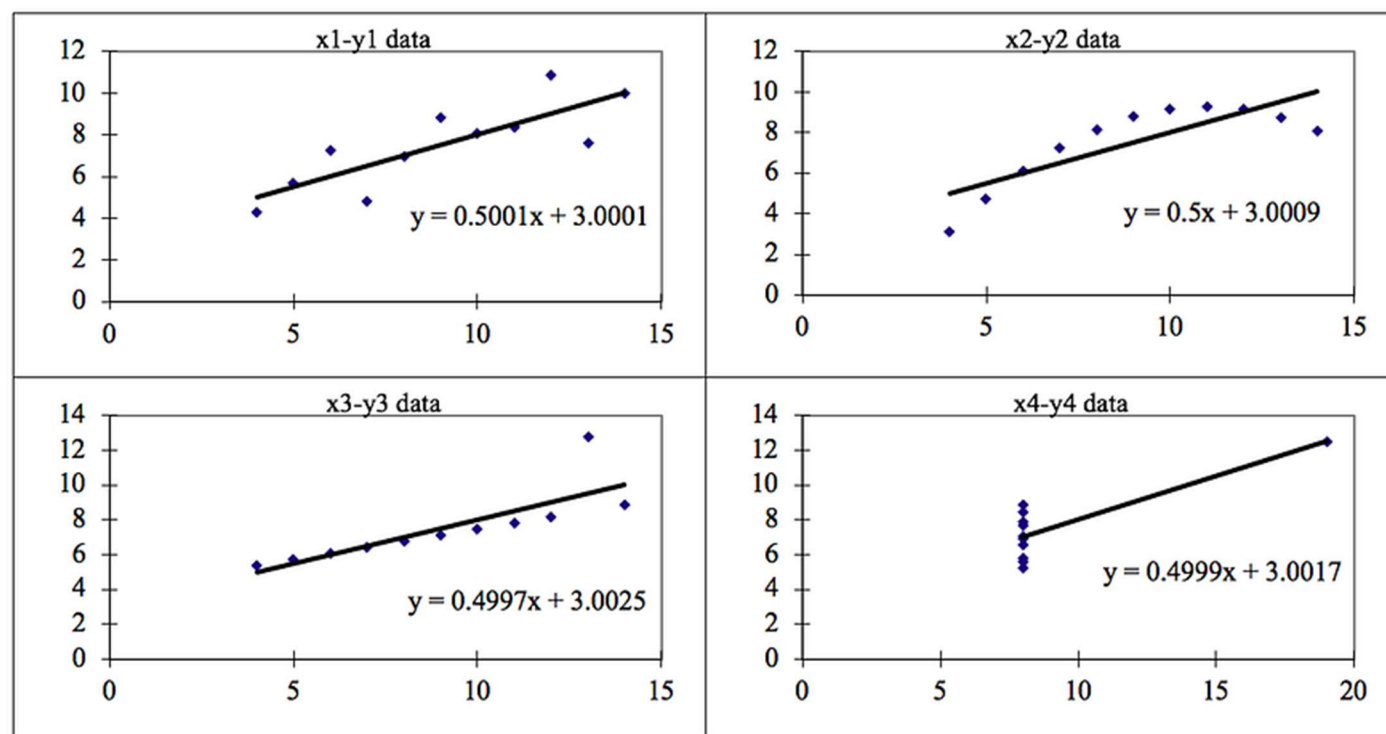 x1-y1 data
12
10
8
6
4
2
0
0 5 10 15
y = 0.5001x + 3.0001
x2-y2 data
12
10
8
6
4
2
0
0 5 10 15
y = 0.5x + 3.0009
x3-y3 data
14
12
10
8
6
4
2
0
0 5 10 15
y = 0.4997x + 3.0025
x4-y4 data
14
12
10
8
6
4
2
0
0 5 10 15 20
y = 0.4999x + 3.0017